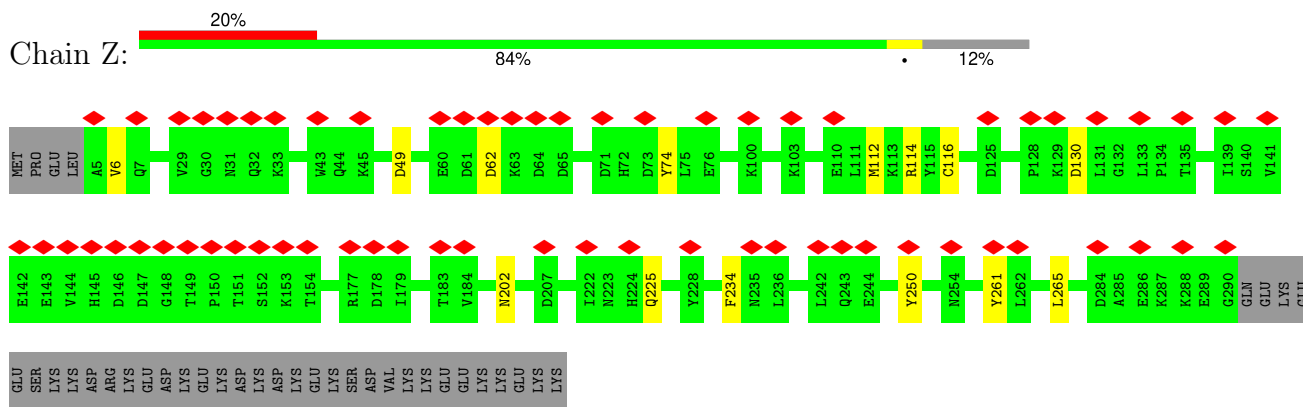 20%
Chain Z:
84% • 12%
MET PRO GLU LEU A5 V6 Q7 V29 G30 N31 Q32 K33 W43 Q44 K45 D49 E60 D61 D62 K63 D64 D65 D71 H72 D73 Y74 L75 E76 K100 K103 E110 L111 M112 K113 R114 Y115 C116 D125 P128 K129 D130 L131 G132 L133 P134 T135 I139 S140 V141
E142 E143 V144 H145 D146 D147 G148 T149 P150 T151 S152 K153 T154 R177 D178 I179 T183 V184 N202 D207 I222 N223 H224 Q225 Y228 F234 N235 L236 L242 Q243 E244 Y250 N254 Y261 L262 L265 D284 A285 E286 K287 K288 E289 G290 GLN GLU LYS GLU
GLU SER LYS LYS ASP ARG LYS GLU ASP LYS GLU LYS ASP LYS ASP LYS GLU LYS SER ASP VAL LYS LYS GLU GLU LYS LYS GLU LYS LYS